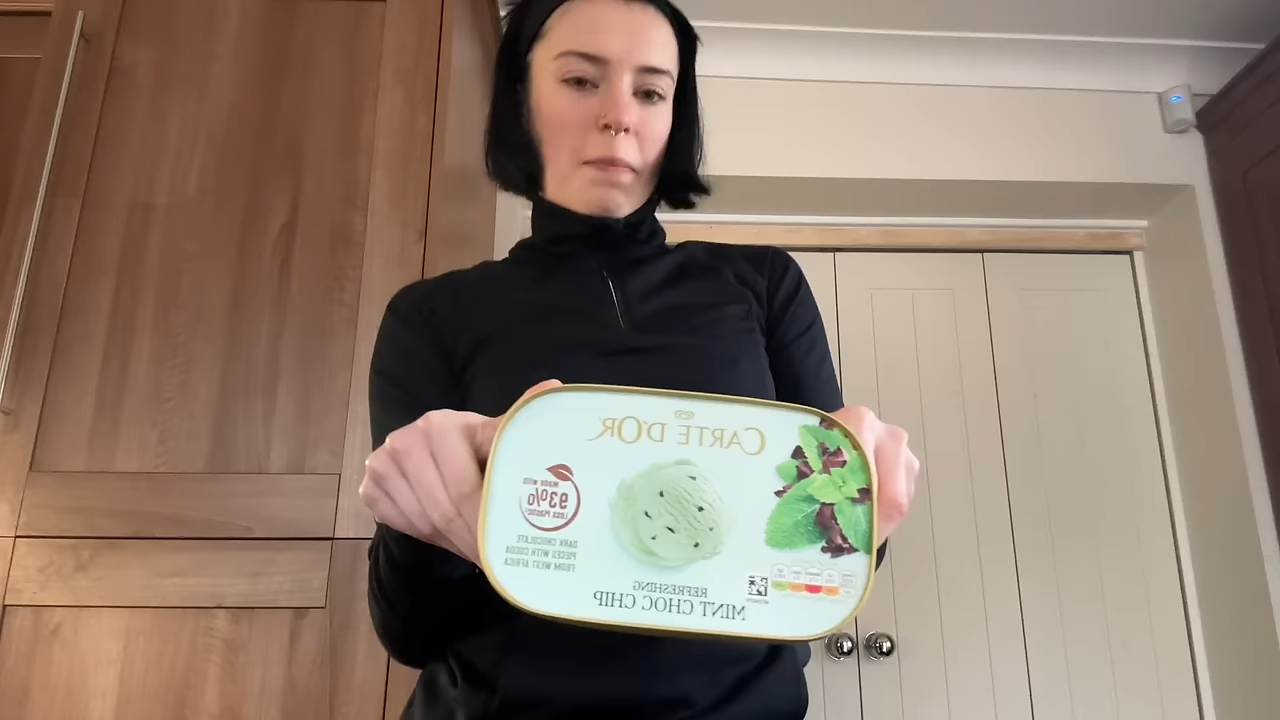 CARTE D'OR
Made with
93%
Less Plastic*
DARK CHOCOLATE
PIECES WITH COCOA
FROM WEST AFRICA
REFRESHING
MINT CHOC CHIP